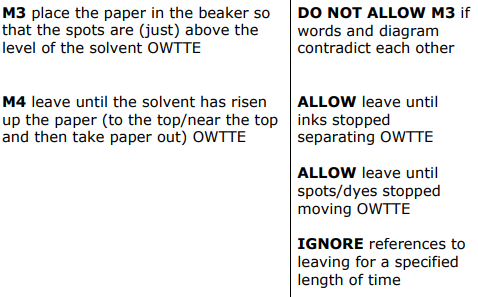 M3 place the paper in the beaker so
that the spots are (just) above the
level of the solvent OWTTE
M4 leave until the solvent has risen
up the paper (to the top/near the top
and then take paper out) OWTTE
DO NOT ALLOW M3 if
words and diagram
contradict each other
ALLOW leave until
inks stopped
separating OWTTE
ALLOW leave until
spots/dyes stopped
moving OWTTE
IGNORE references to
leaving for a specified
length of time